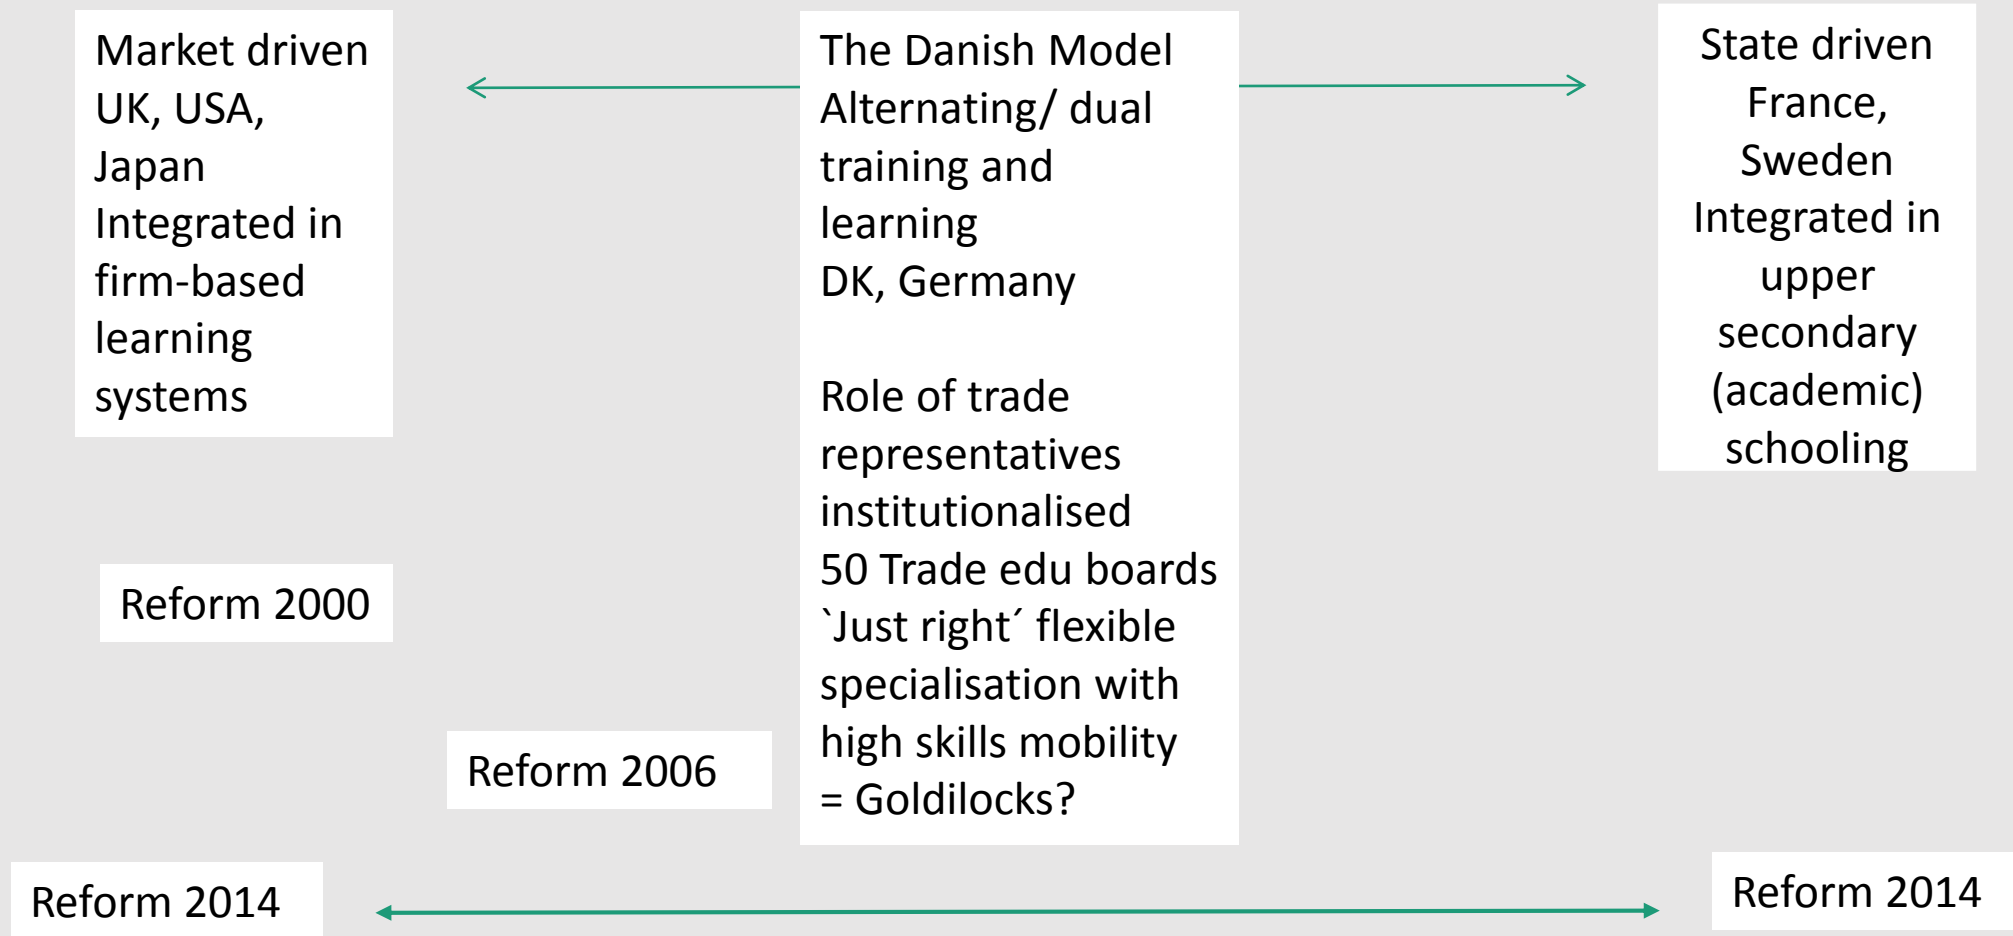 Market driven
UK, USA,
Japan
Integrated in
firm-based
learning
systems
The Danish Model
Alternating/ dual
training and
learning
DK, Germany
Role of trade
representatives
institutionalised
50 Trade edu boards
`Just right´ flexible
specialisation with
high skills mobility
= Goldilocks?
State driven
France,
Sweden
Integrated in
upper
secondary
(academic)
schooling
Reform 2000
Reform 2006
Reform 2014
Reform 2014